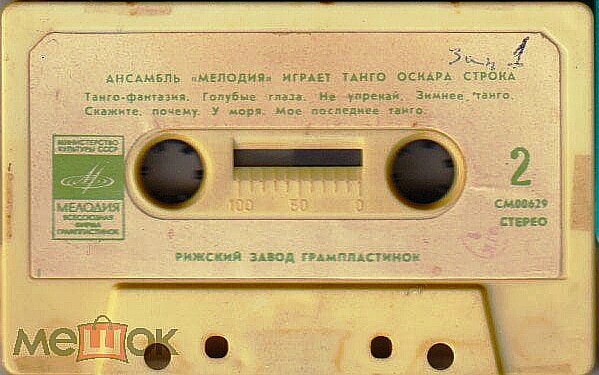 1
АНСАМБЛЬ «МЕЛОДИЯ» ИГРАЕТ ТАНГО ОСКАРА СТРОКА
Танго-фантазия. Голубые глаза. Не упрекай. Зимнее танго.
Скажите, почему. У моря. Мое последнее танго.
МИНИСТЕРСТВО
КУЛЬТУРЫ СССР
МЕЛОДИЯ
ВСЕСОЮЗНАЯ
ФИРМА
ГРАМПЛАСТИНОК
100 50 0
2
СМ00629
СТЕРЕО
РИЖСКИЙ ЗАВОД ГРАМПЛАСТИНОК
мешок